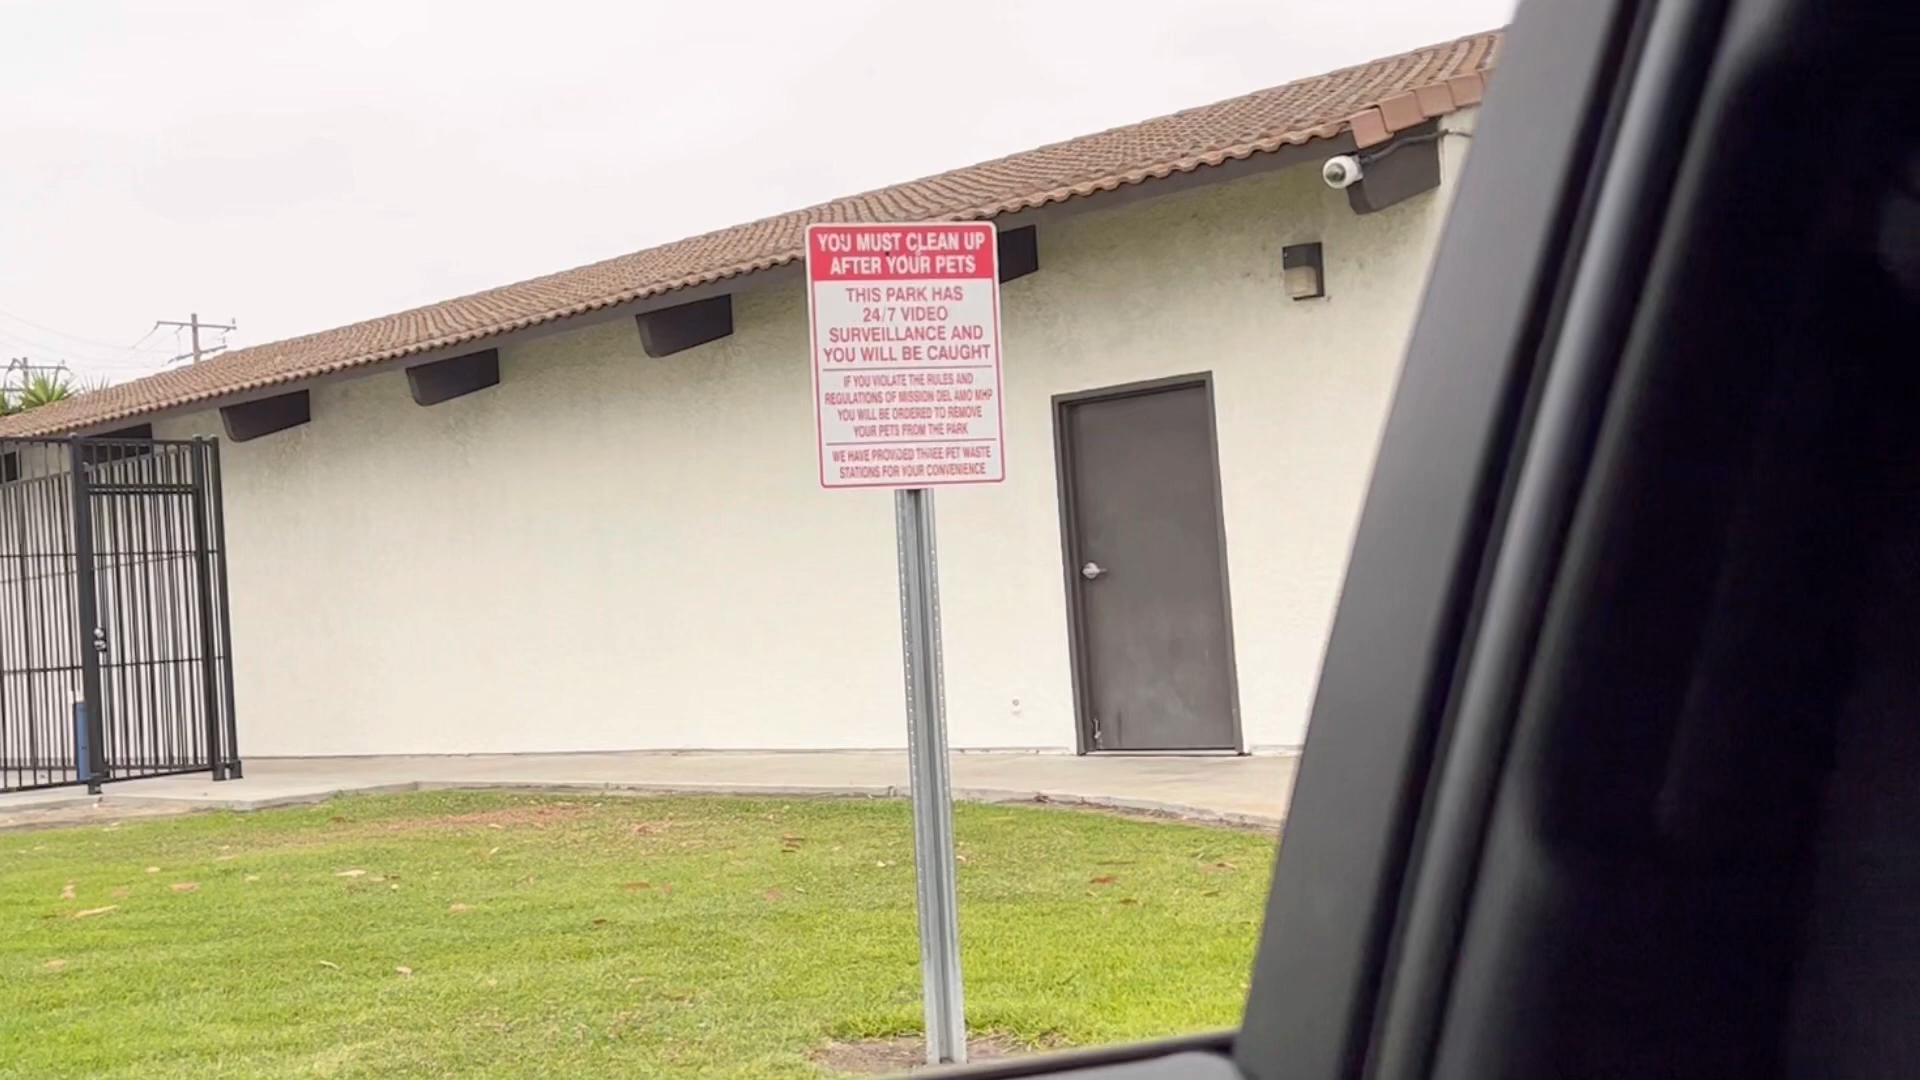 YOU MUST CLEAN UP
AFTER YOUR PETS
THIS PARK HAS
24/7 VIDEO
SURVEILLANCE AND
YOU WILL BE CAUGHT
IF YOU VIOLATE THE RULES AND
REGULATIONS OF MISSION DEL AMO MHP
YOU WILL BE ORDERED TO REMOVE
YOUR PETS FROM THE PARK
WE HAVE PROVIDED THREE PET WASTE
STATIONS FOR YOUR CONVENIENCE